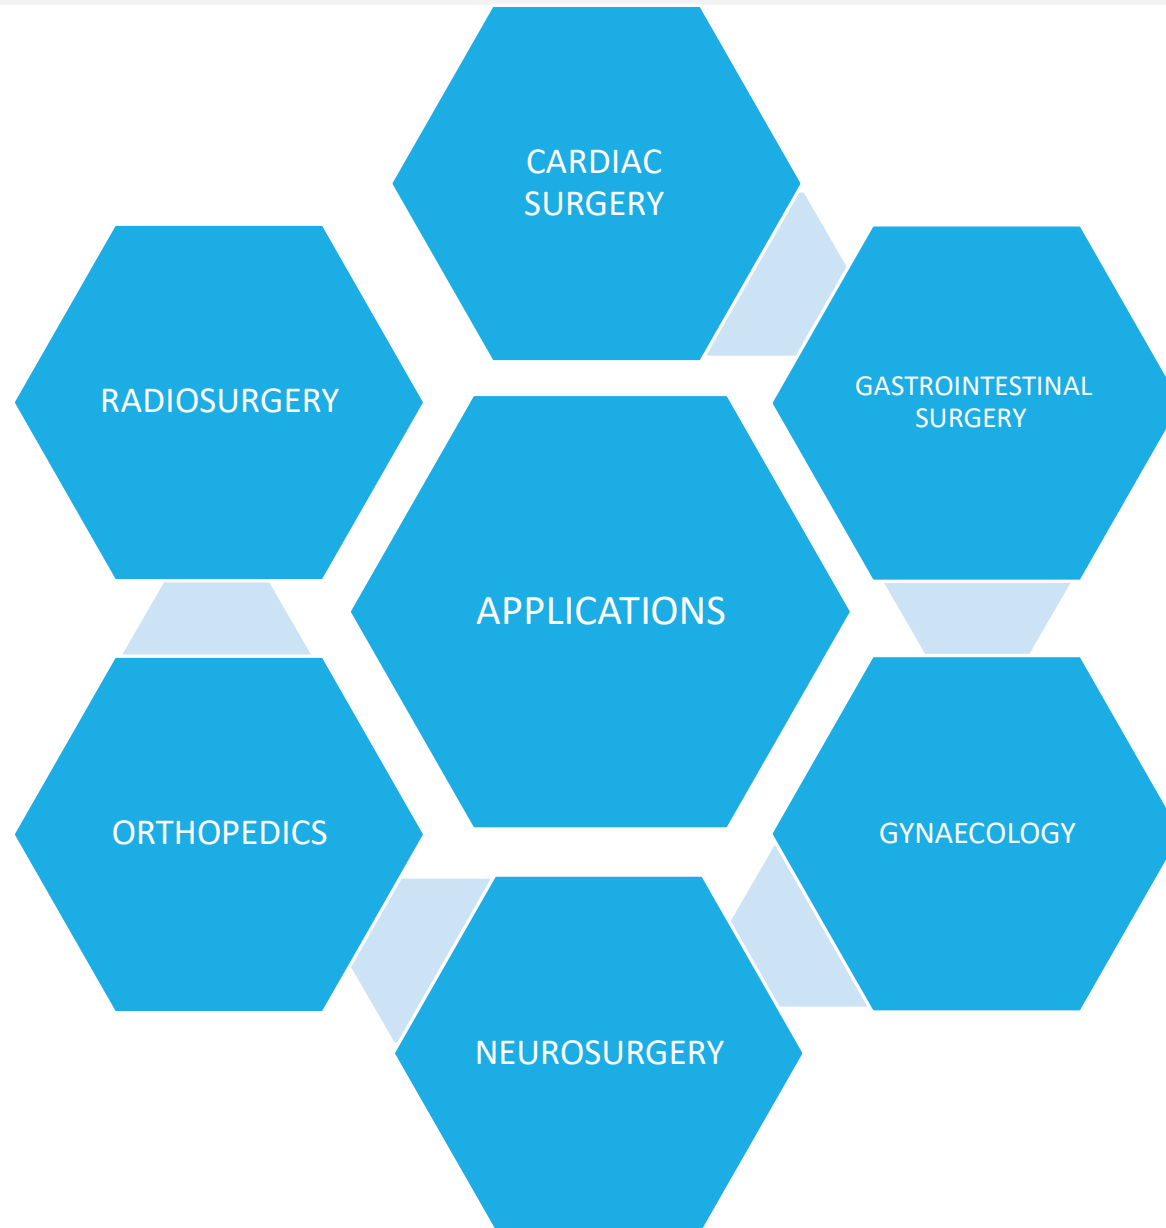 CARDIAC
SURGERY
RADIOSURGERY
GASTROINTESTINAL
SURGERY
APPLICATIONS
ORTHOPEDICS
GYNAECOLOGY
NEUROSURGERY